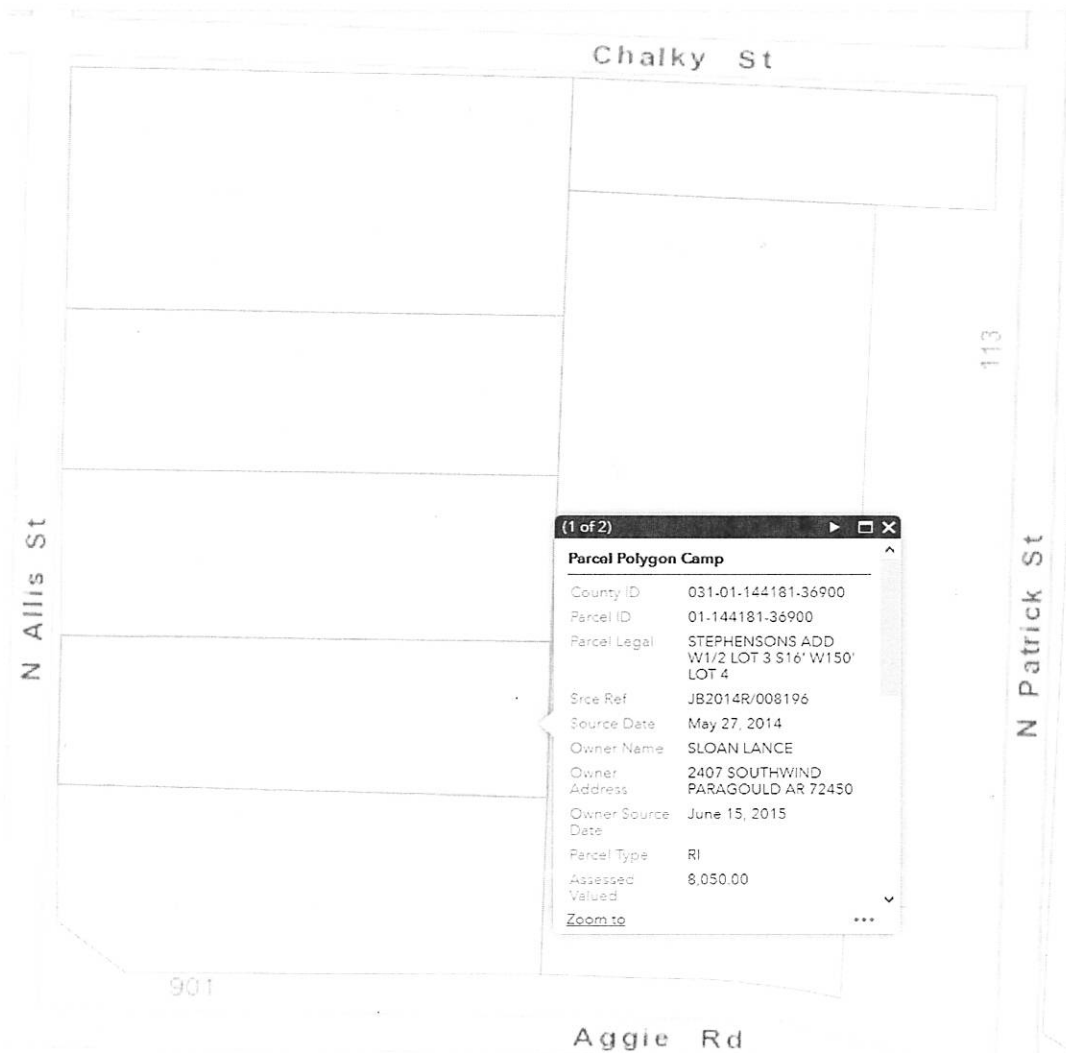 Chalky St
113
N Allis St
N Patrick St
(1 of 2)
Parcel Polygon Camp
County ID 031-01-144181-36900
Parcel ID 01-144181-36900
Parcel Legal STEPHENSONS ADD
W1/2 LOT 3 S16' W150'
LOT 4
Srce Ref JB2014R/008196
Source Date May 27, 2014
Owner Name SLOAN LANCE
Owner Address 2407 SOUTHWIND
PARAGOULD AR 72450
Owner Source Date June 15, 2015
Parcel Type RI
Assessed Valued 8,050.00
Zoom to
901
Aggie Rd